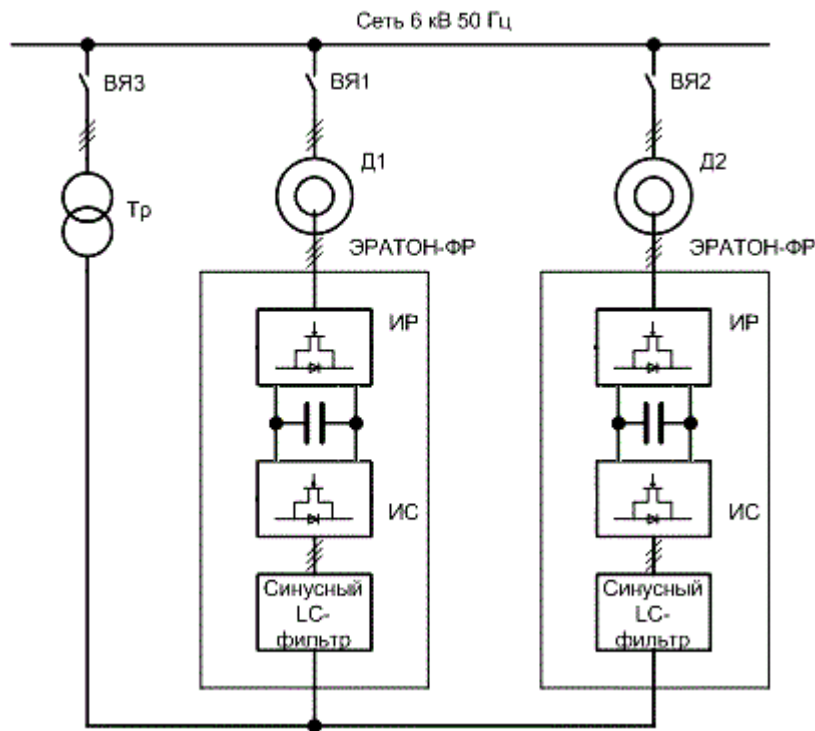 Сеть 6 кВ 50 Гц
ВЯ3
ВЯ1
ВЯ2
Д1
Д2
Тр
ЭРАТОН-ФР
ЭРАТОН-ФР
ИР
ИР
ИС
ИС
Синусный
LC-
фильтр
Синусный
LC-
фильтр